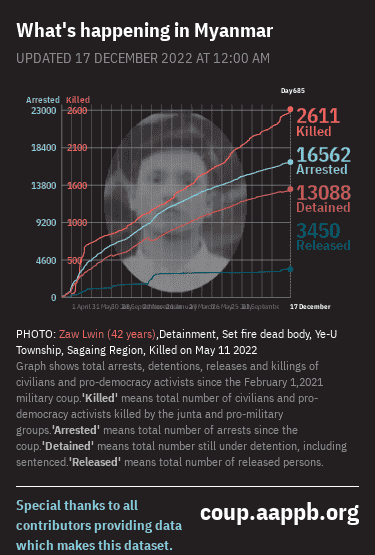 What's happening in Myanmar
UPDATED 17 DECEMBER 2022 AT 12:00 AM
Day685
Arrested Killed
23000 2600
2611
Killed
18400 2100
16562
Arrested
13800 1600
13088
Detained
9200 1000
3450
Released
4600 500
0
17 December
PHOTO: Zaw Lwin (42 years),Detainment, Set fire dead body, Ye-U
Township, Sagaing Region, Killed on May 11 2022
Graph shows total arrests, detentions, releases and killings of
civilians and pro-democracy activists since the February 1,2021
military coup.'Killed' means total number of civilians and pro-
democracy activists killed by the junta and pro-military
groups.'Arrested' means total number of arrests since the
coup.'Detained' means total number still under detention, including
sentenced.'Released' means total number of released persons.
Special thanks to all
contributors providing data
which makes this dataset.
coup.aappb.org